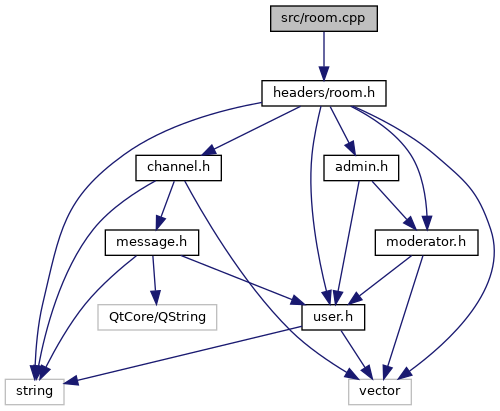 src/room.cpp
headers/room.h
channel.h
admin.h
message.h
moderator.h
QtCore/QString
user.h
string
vector